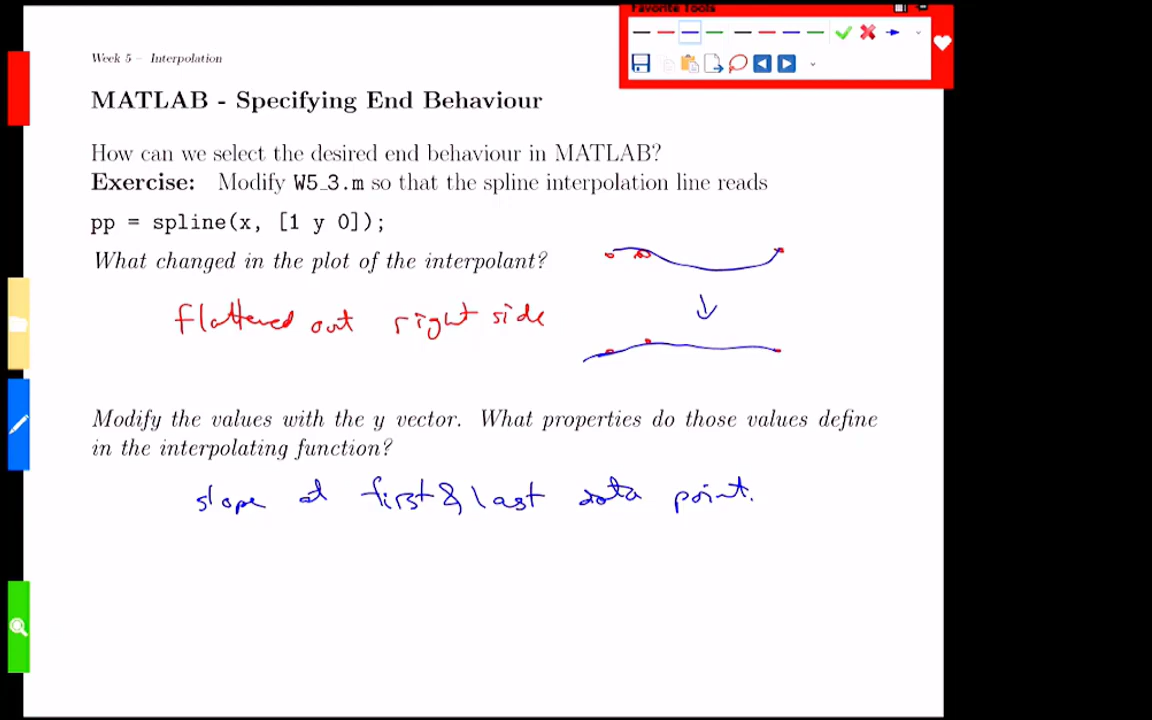 Favorite Tools
Week 5 – Interpolation
MATLAB - Specifying End Behaviour
How can we select the desired end behaviour in MATLAB?
Exercise: Modify W5_3.m so that the spline interpolation line reads
pp = spline(x, [1 y 0]);
What changed in the plot of the interpolant?
flattened out right side
Modify the values with the y vector. What properties do those values define
in the interpolating function?
slope at first & last data point.